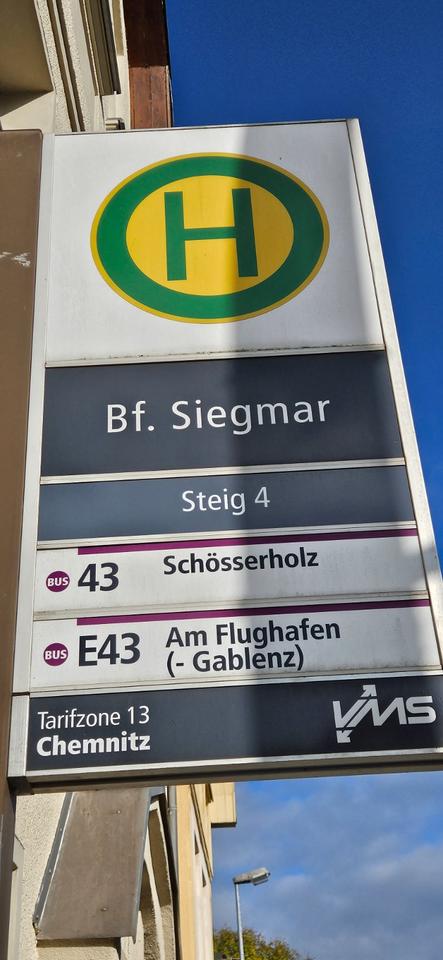 H
Bf. Siegmar
Steig 4
BUS 43 Schösserholz
BUS E43 Am Flughafen
(- Gablenz)
Tarifzone 13
Chemnitz
VMS